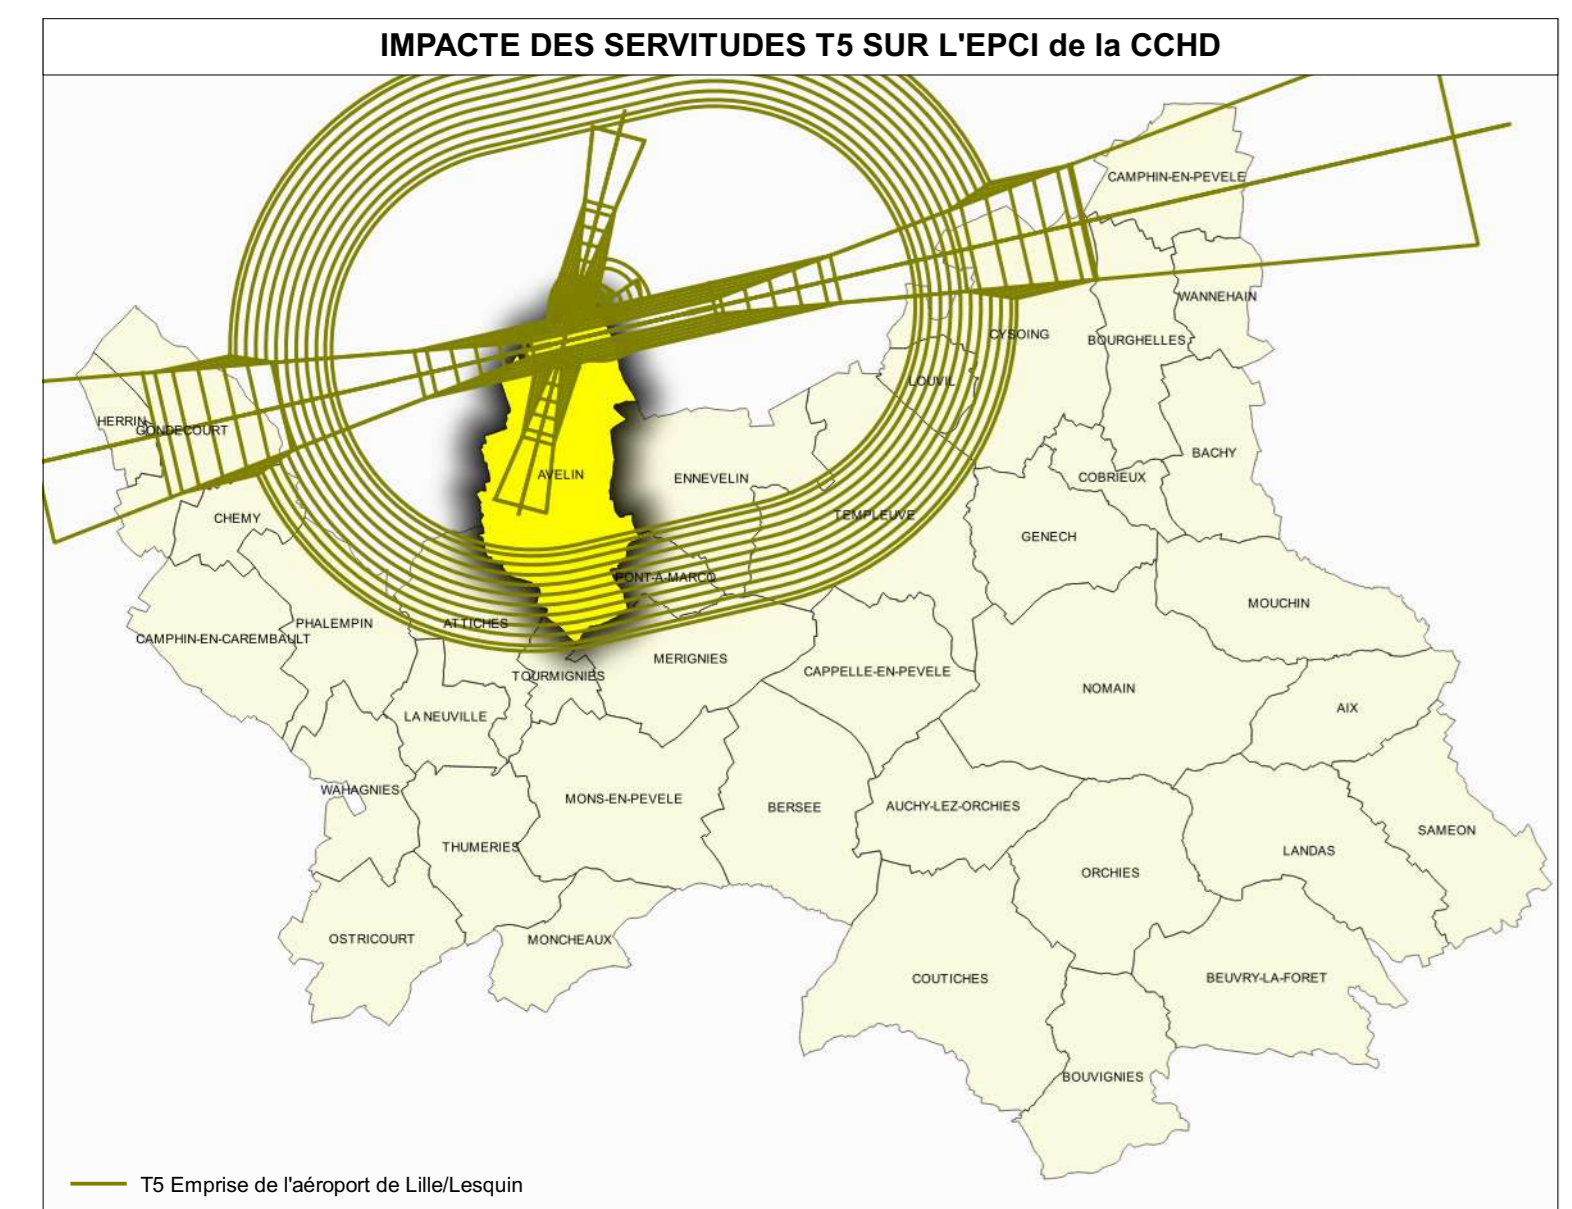 IMPACTE DES SERVITUDES T5 SUR L'EPCI de la CCHD
CAMPHIN-EN-PEVELE
WANNEHAIN
CYSOING
BOURGHELLES
LOUVIL
HERRIN
GONDECOURT
BACHY
AVELIN
ENNEVELIN
COBRIEUX
CHEMY
TEMPLEUVE
GENECH
PONT-A-MARCQ
MOUCHIN
PHALEMPIN
ATTICHES
CAMPHIN-EN-CAREMBAULT
MERIGNIES
TOURMIGNIES
CAPPELLE-EN-PEVELE
NOMAIN
AIX
LA NEUVILLE
WAHAGNIES
MONS-EN-PEVELE
BERSEE
AUCHY-LEZ-ORCHIES
SAMEON
THUMERIES
LANDAS
ORCHIES
OSTRICOURT
MONCHEAUX
COUTICHES
BEUVRY-LA-FORET
BOUVIGNIES
T5 Emprise de l'aéroport de Lille/Lesquin